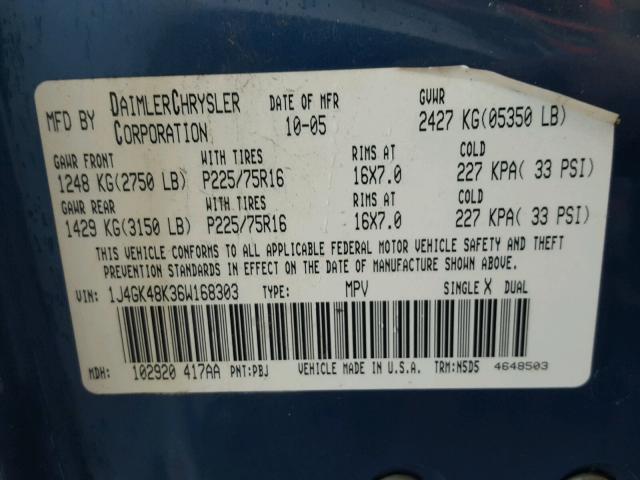 MFD BY DAIMLERCHRYSLER CORPORATION DATE OF MFR 10-05 GVWR 2427 KG(05350 LB)
GAWR FRONT WITH TIRES RIMS AT COLD
1248 KG(2750 LB) P225/75R16 16X7.0 227 KPA( 33 PSI)
GAWR REAR WITH TIRES RIMS AT COLD
1429 KG(3150 LB) P225/75R16 16X7.0 227 KPA( 33 PSI)
THIS VEHICLE CONFORMS TO ALL APPLICABLE FEDERAL MOTOR VEHICLE SAFETY AND THEFT
PREVENTION STANDARDS IN EFFECT ON THE DATE OF MANUFACTURE SHOWN ABOVE.
VIN: 1J4GK48K36W168303 TYPE: MPV SINGLE X DUAL
MDH: 102920 417AA PNT:PBJ VEHICLE MADE IN U.S.A. TRM:N5D5 4648503